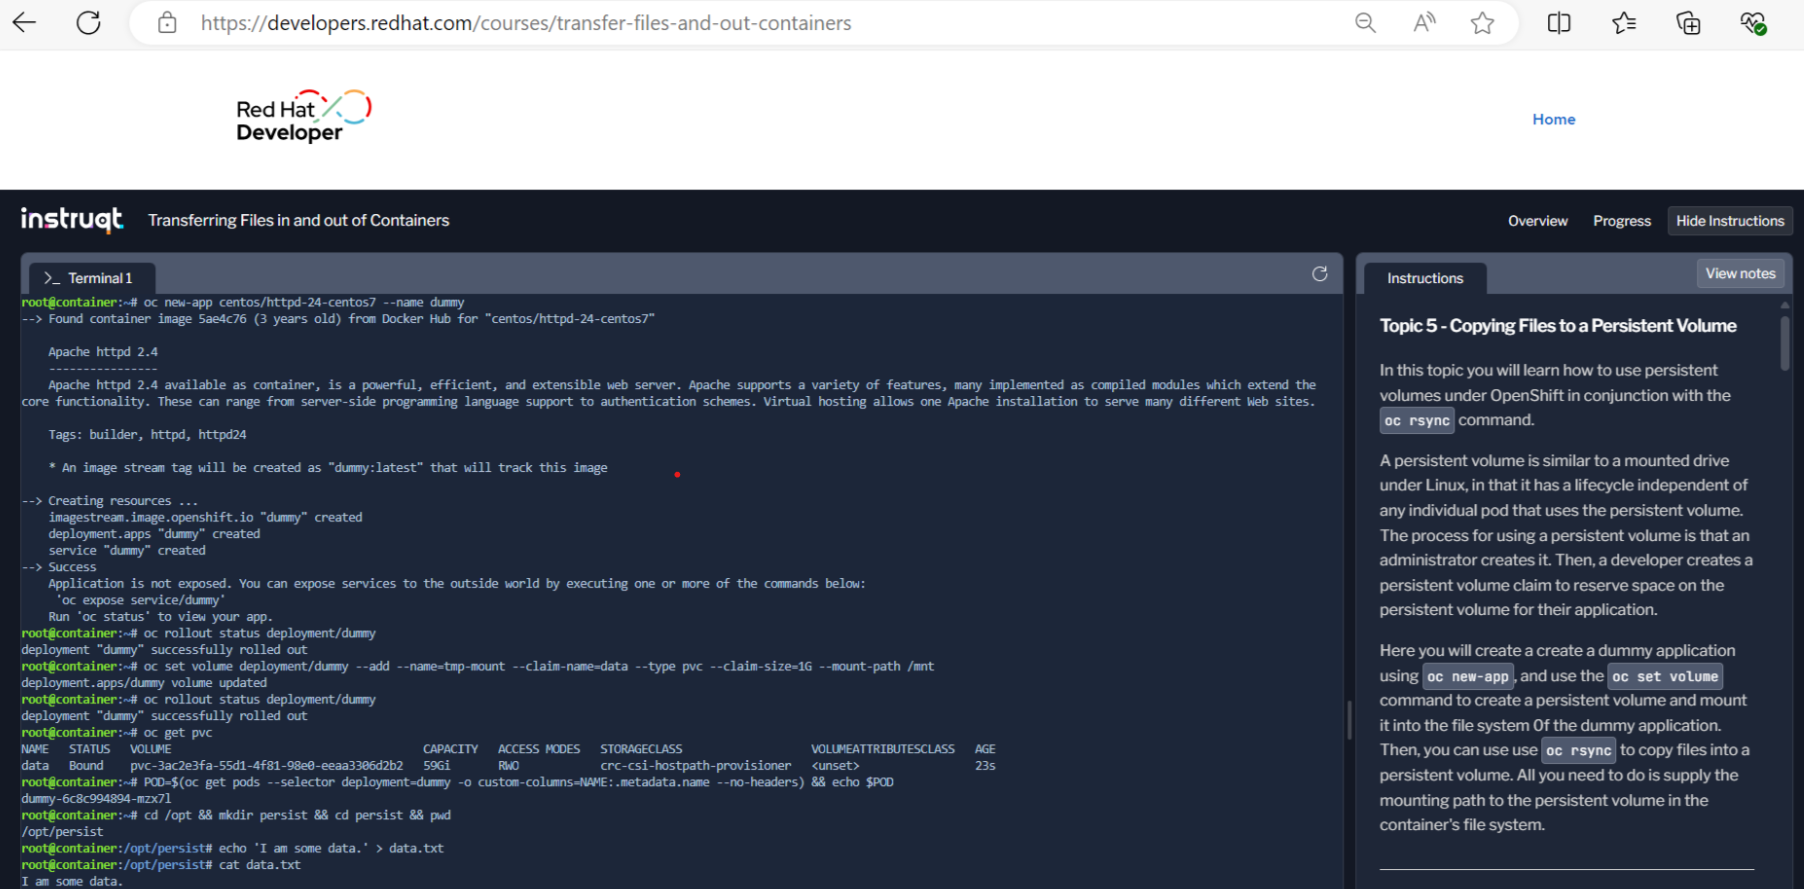 https://developers.redhat.com/courses/transfer-files-and-out-containers
Red Hat
Developer
Home
instruqt
Transferring Files in and out of Containers
Overview
Progress
Hide Instructions
>_ Terminal 1
root@container:~# oc new-app centos/httpd-24-centos7 --name dummy
--> Found container image 5ae4c76 (3 years old) from Docker Hub for "centos/httpd-24-centos7"
Apache httpd 2.4
----------------
Apache httpd 2.4 available as container, is a powerful, efficient, and extensible web server. Apache supports a variety of features, many implemented as compiled modules which extend the
core functionality. These can range from server-side programming language support to authentication schemes. Virtual hosting allows one Apache installation to serve many different Web sites.
Tags: builder, httpd, httpd24
* An image stream tag will be created as "dummy:latest" that will track this image
--> Creating resources ...
imagestream.image.openshift.io "dummy" created
deployment.apps "dummy" created
service "dummy" created
--> Success
Application is not exposed. You can expose services to the outside world by executing one or more of the commands below:
'oc expose service/dummy'
Run 'oc status' to view your app.
root@container:~# oc rollout status deployment/dummy
deployment "dummy" successfully rolled out
root@container:~# oc set volume deployment/dummy --add --name=tmp-mount --claim-name=data --type pvc --claim-size=1G --mount-path /mnt
deployment.apps/dummy volume updated
root@container:~# oc rollout status deployment/dummy
deployment "dummy" successfully rolled out
root@container:~# oc get pvc
NAME STATUS VOLUME CAPACITY ACCESS MODES STORAGECLASS VOLUMEATTRIBUTESCLASS AGE
data Bound pvc-3ac2e3fa-55d1-4f81-98e0-eeaa3306d2b2 59Gi RWO crc-csi-hostpath-provisioner <unset> 23s
root@container:~# POD=$(oc get pods --selector deployment=dummy -o custom-columns=NAME:.metadata.name --no-headers) && echo $POD
dummy-6c8c994894-mzx7l
root@container:~# cd /opt && mkdir persist && cd persist && pwd
/opt/persist
root@container:/opt/persist# echo 'I am some data.' > data.txt
root@container:/opt/persist# cat data.txt
I am some data.
Instructions
View notes
Topic 5 - Copying Files to a Persistent Volume
In this topic you will learn how to use persistent
volumes under OpenShift in conjunction with the
oc rsync command.
A persistent volume is similar to a mounted drive
under Linux, in that it has a lifecycle independent of
any individual pod that uses the persistent volume.
The process for using a persistent volume is that an
administrator creates it. Then, a developer creates a
persistent volume claim to reserve space on the
persistent volume for their application.
Here you will create a create a dummy application
using oc new-app, and use the oc set volume
command to create a persistent volume and mount
it into the file system 0f the dummy application.
Then, you can use use oc rsync to copy files into a
persistent volume. All you need to do is supply the
mounting path to the persistent volume in the
container's file system.